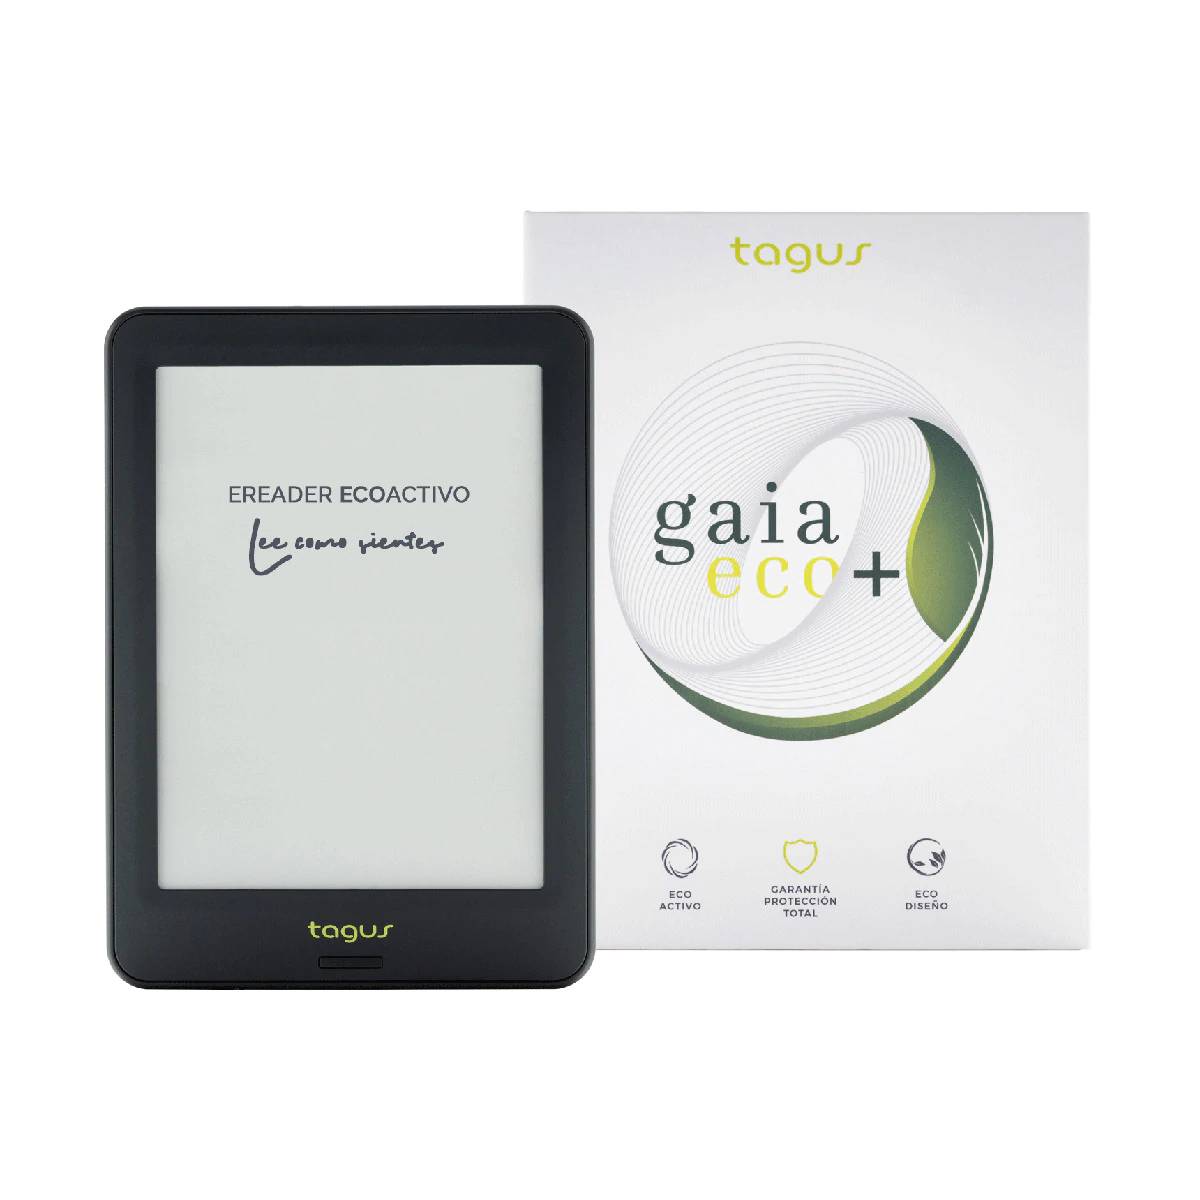 EREADER ECOACTIVO
Lee como sientes
tagus
tagus
gaia
eco+
ECO
ACTIVO
GARANTÍA
PROTECCIÓN
TOTAL
ECO
DISEÑO